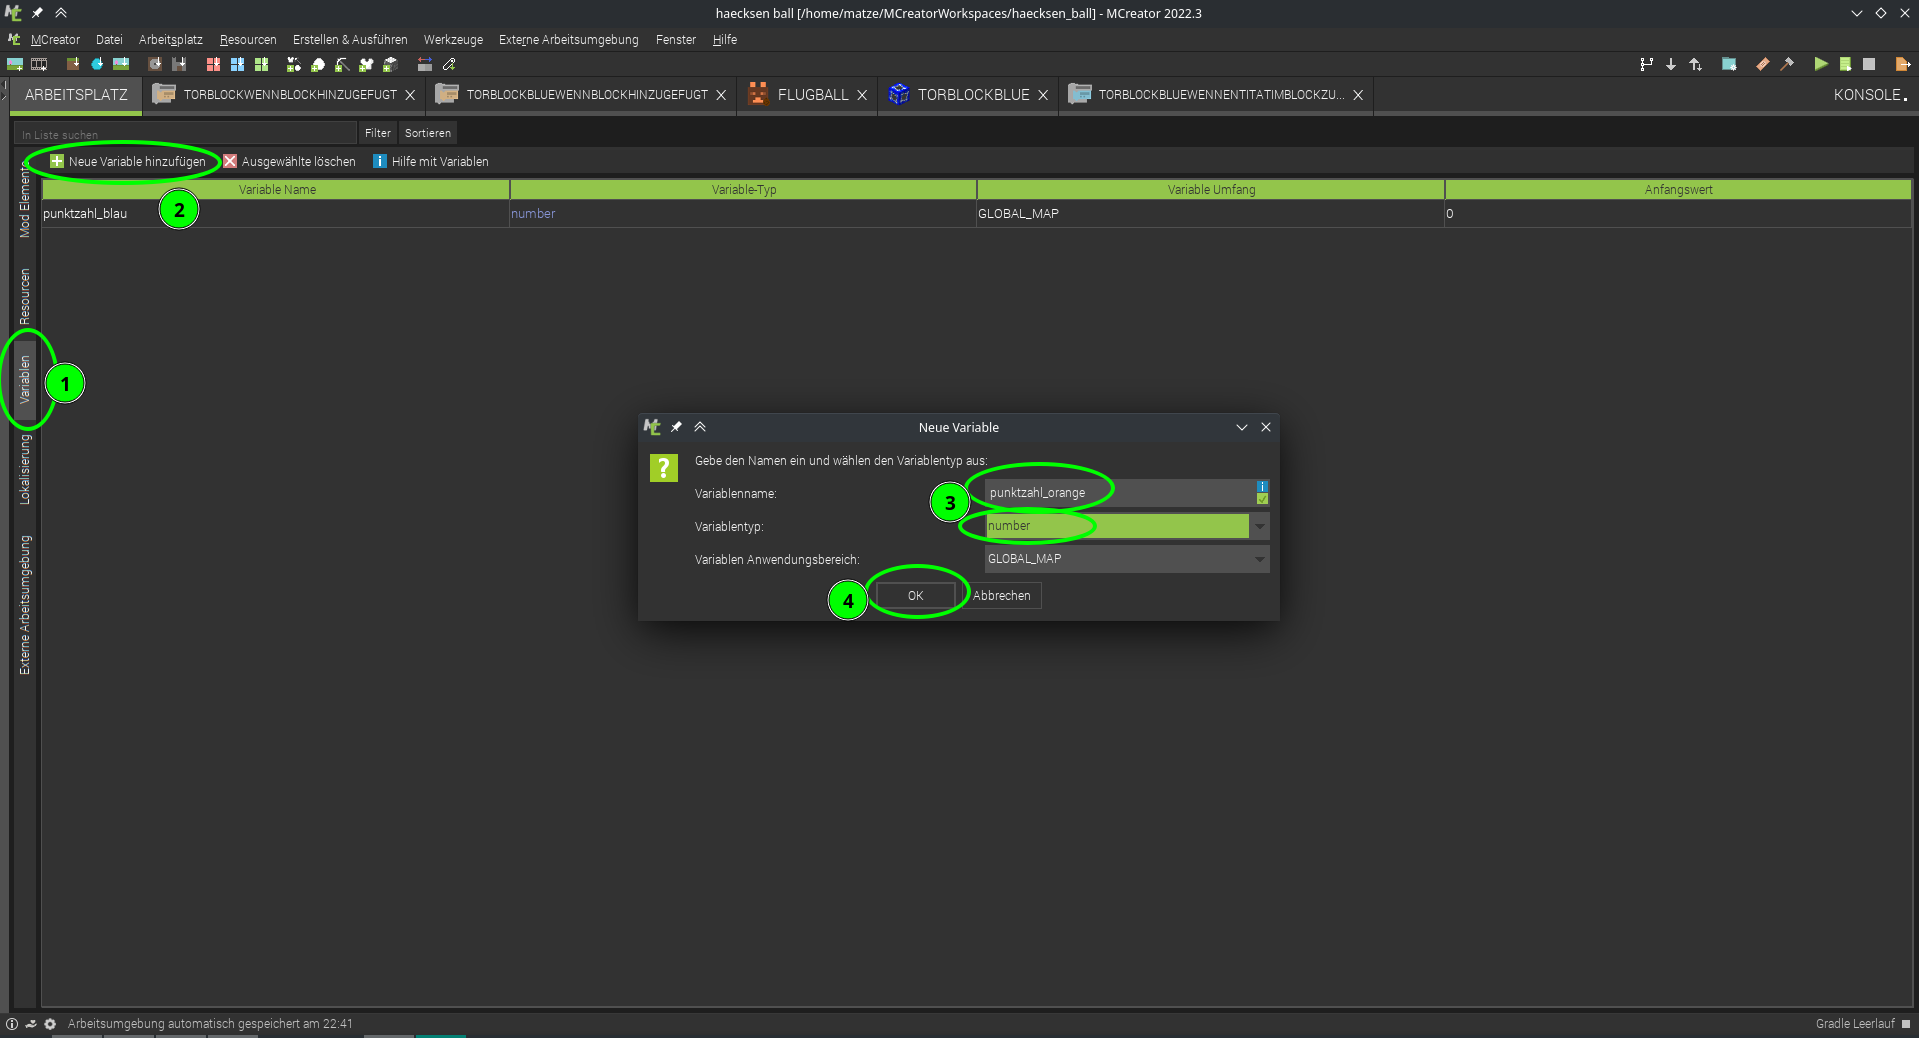 haecksen ball [/home/matze/MCreatorWorkspaces/haecksen_ball] - MCreator 2022.3
MCreator Datei Arbeitsplatz Resourcen Erstellen & Ausführen Werkzeuge Externe Arbeitsumgebung Fenster Hilfe
ARBEITSPLATZ TORBLOCKWENNBLOCKHINZUGEFUGT TORBLOCKBLUEWENNBLOCKHINZUGEFUGT FLUGBALL TORBLOCKBLUE TORBLOCKBLUEWENNENTITATIMBLOCKZU... KONSOLE
In Liste suchen Filter Sortieren
Neue Variable hinzufügen Ausgewählte löschen Hilfe mit Variablen
Variable Name Variable-Typ Variable Umfang Anfangswert
punktzahl_blau number GLOBAL_MAP 0
2
Mod Elemente
Resourcen
Variablen
1
Lokalisierung
Externe Arbeitsumgebung
Neue Variable
Gebe den Namen ein und wählen den Variablentyp aus:
Variablenname: punktzahl_orange
3
Variablentyp: number
Variablen Anwendungsbereich: GLOBAL_MAP
4
OK Abbrechen
Arbeitsumgebung automatisch gespeichert am 22:41 Gradle Leerlauf